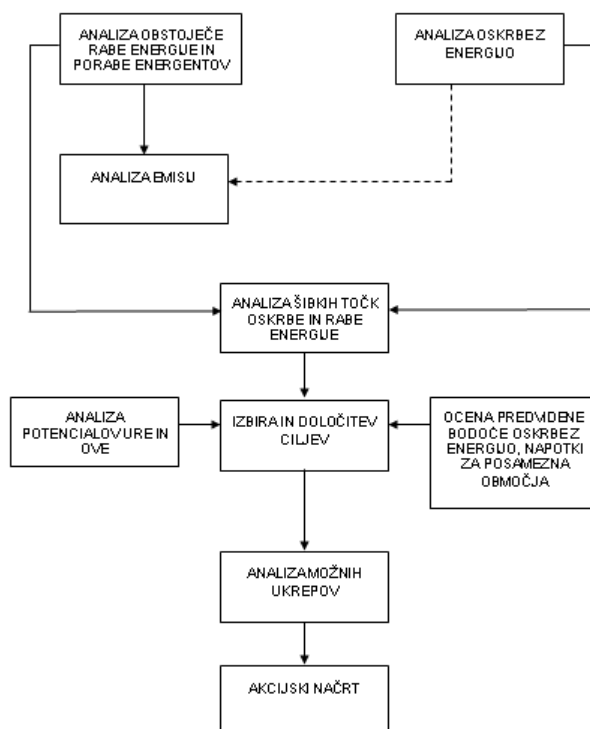 ANALIZA OBSTOJEČE
RABE ENERGIJE IN
PORABE ENERGENTOV
ANALIZA OSKRBE Z
ENERGIJO
ANALIZA EMISIJ
ANALIZA ŠIBKIH TOČK
OSKRBE IN RABE
ENERGIJE
ANALIZA
POTENCIALOV URE IN
OVE
IZBIRA IN DOLOČITEV
CILJEV
OCENA PREDVIDENE
BODOČE OSKRBE Z
ENERGIJO, NAPOTKI
ZA POSAMEZNA
OBMOČJA
ANALIZA MOŽNIH
UKREPOV
AKCIJSKI NAČRT